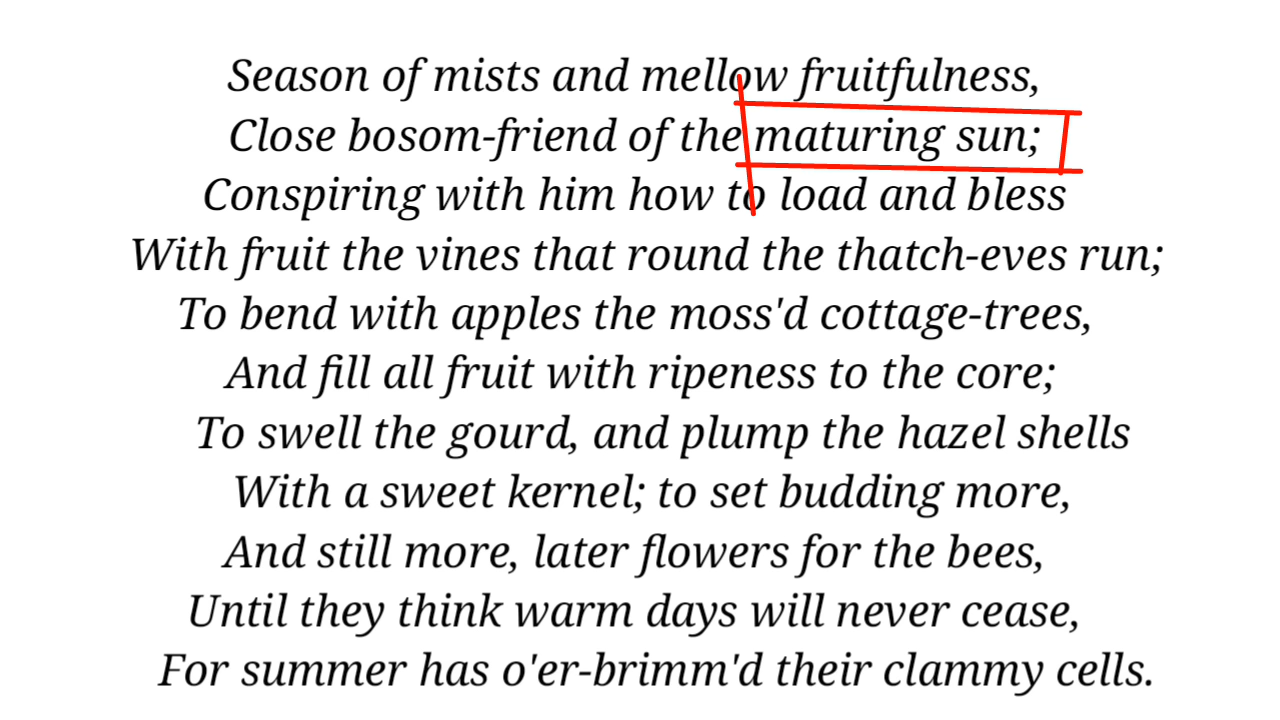 Season of mists and mellow fruitfulness,
Close bosom-friend of the maturing sun;
Conspiring with him how to load and bless
With fruit the vines that round the thatch-eves run;
To bend with apples the moss'd cottage-trees,
And fill all fruit with ripeness to the core;
To swell the gourd, and plump the hazel shells
With a sweet kernel; to set budding more,
And still more, later flowers for the bees,
Until they think warm days will never cease,
For summer has o'er-brimm'd their clammy cells.